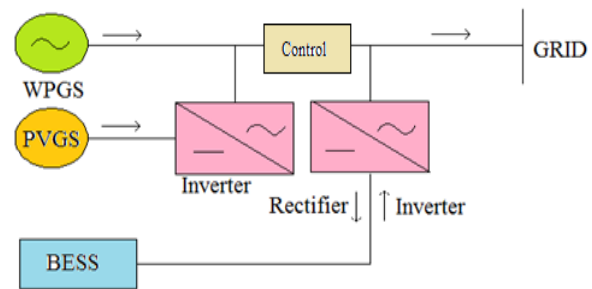 Control
GRID
WPGS
PVGS
Inverter
Rectifier
Inverter
BESS